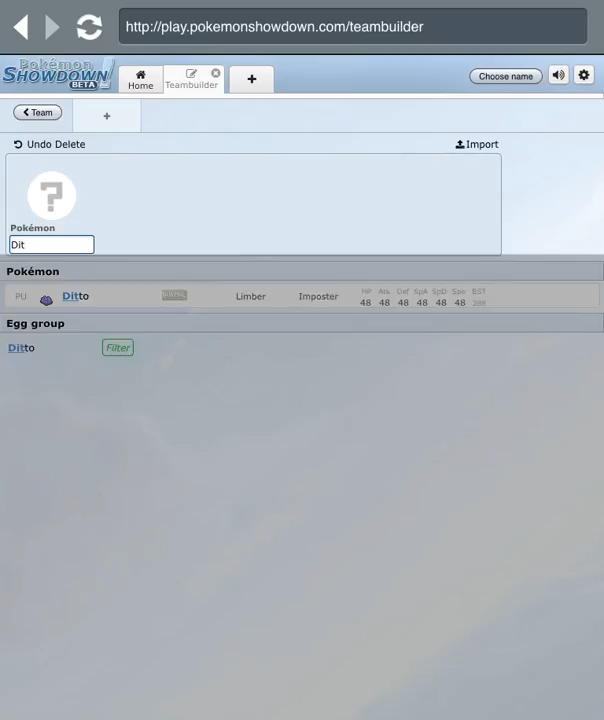 http://play.pokemonshowdown.com/teambuilder
Pokémon
SHOWDOWN!
BETA
Home
Teambuilder
+
Choose name
Team
+
Undo Delete
Import
?
Pokémon
Dit
Pokémon
HP Atk Def SpA SpD Spe BST
PU Ditto NORMAL Limber Imposter 48 48 48 48 48 48 288
Egg group
Ditto Filter